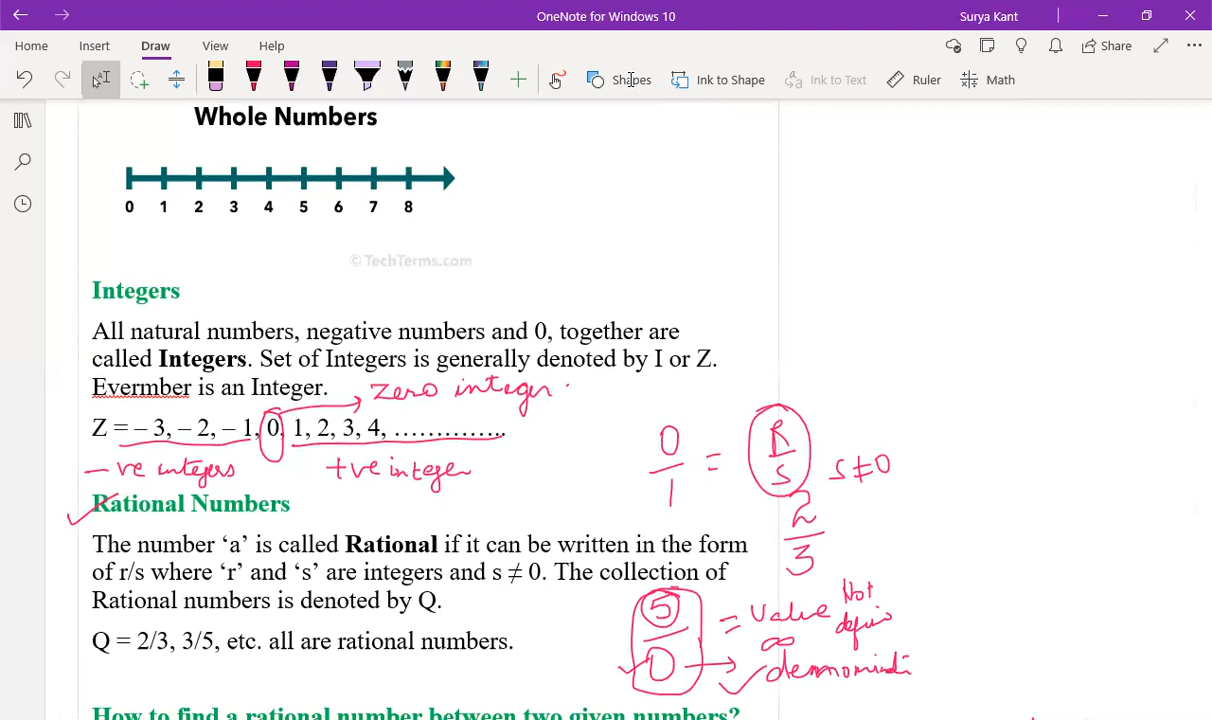 OneNote for Windows 10
Surya Kant
Home Insert Draw View Help
Share
Shapes
Ink to Shape
Ink to Text
Ruler
Math
Whole Numbers
0 1 2 3 4 5 6 7 8
© TechTerms.com
Integers
All natural numbers, negative numbers and 0, together are
called Integers. Set of Integers is generally denoted by I or Z.
Evermber is an Integer.
zero integer
Z = – 3, – 2, – 1, 0, 1, 2, 3, 4, …………..
–ve integers +ve integer
0/1 = R/S S ≠ 0
2/3
Rational Numbers
The number ‘a’ is called Rational if it can be written in the form
of r/s where ‘r’ and ‘s’ are integers and s ≠ 0. The collection of
Rational numbers is denoted by Q.
5/0 = value Not
∞
Q = 2/3, 3/5, etc. all are rational numbers.
How to find a rational number between two given numbers?